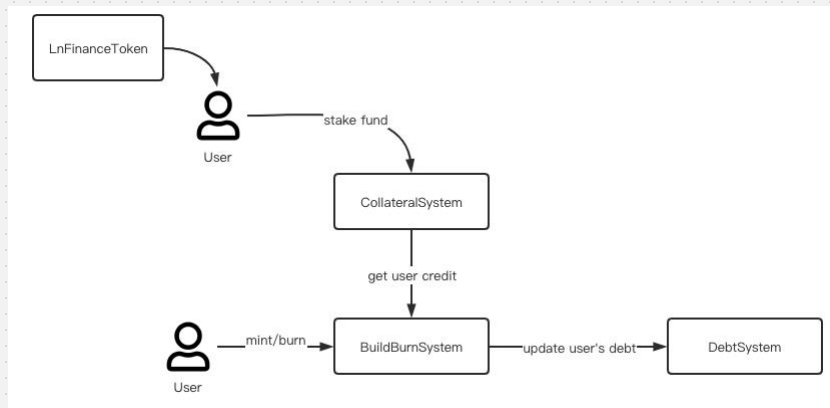 LnFinanceToken
stake fund
User
CollateralSystem
get user credit
mint/burn
BuildBurnSystem
update user's debt
DebtSystem
User